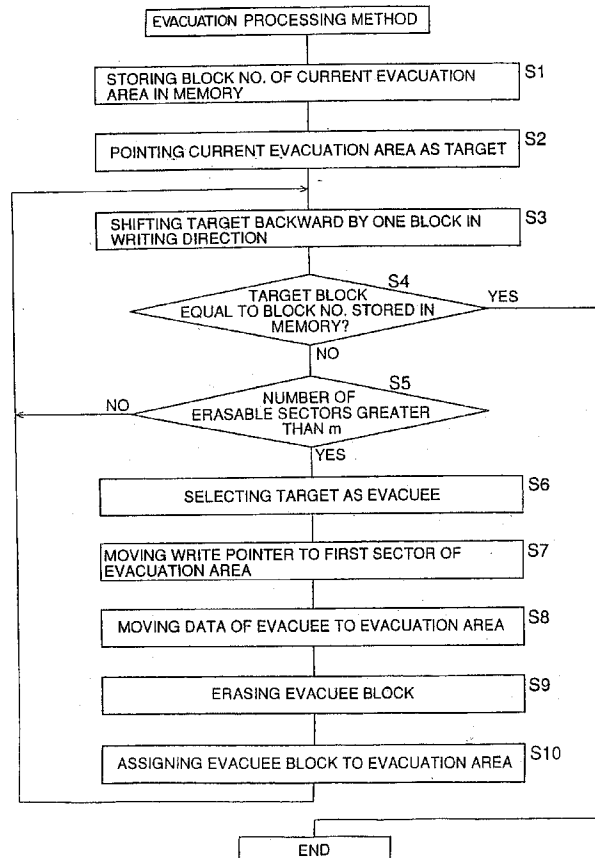 EVACUATION PROCESSING METHOD
STORING BLOCK NO. OF CURRENT EVACUATION
AREA IN MEMORY
S1
POINTING CURRENT EVACUATION AREA AS TARGET
S2
SHIFTING TARGET BACKWARD BY ONE BLOCK IN
WRITING DIRECTION
S3
S4
TARGET BLOCK
EQUAL TO BLOCK NO. STORED IN
MEMORY?
YES
NO
S5
NUMBER OF
ERASABLE SECTORS GREATER
THAN m
NO
YES
SELECTING TARGET AS EVACUEE
S6
MOVING WRITE POINTER TO FIRST SECTOR OF
EVACUATION AREA
S7
MOVING DATA OF EVACUEE TO EVACUATION AREA
S8
ERASING EVACUEE BLOCK
S9
ASSIGNING EVACUEE BLOCK TO EVACUATION AREA
S10
END